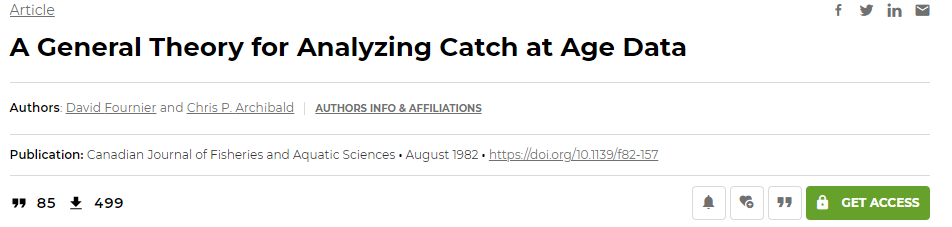 Article
A General Theory for Analyzing Catch at Age Data
Authors: David Fournier and Chris P. Archibald | AUTHORS INFO & AFFILIATIONS
Publication: Canadian Journal of Fisheries and Aquatic Sciences • August 1982 • https://doi.org/10.1139/f82-157
85 499 GET ACCESS